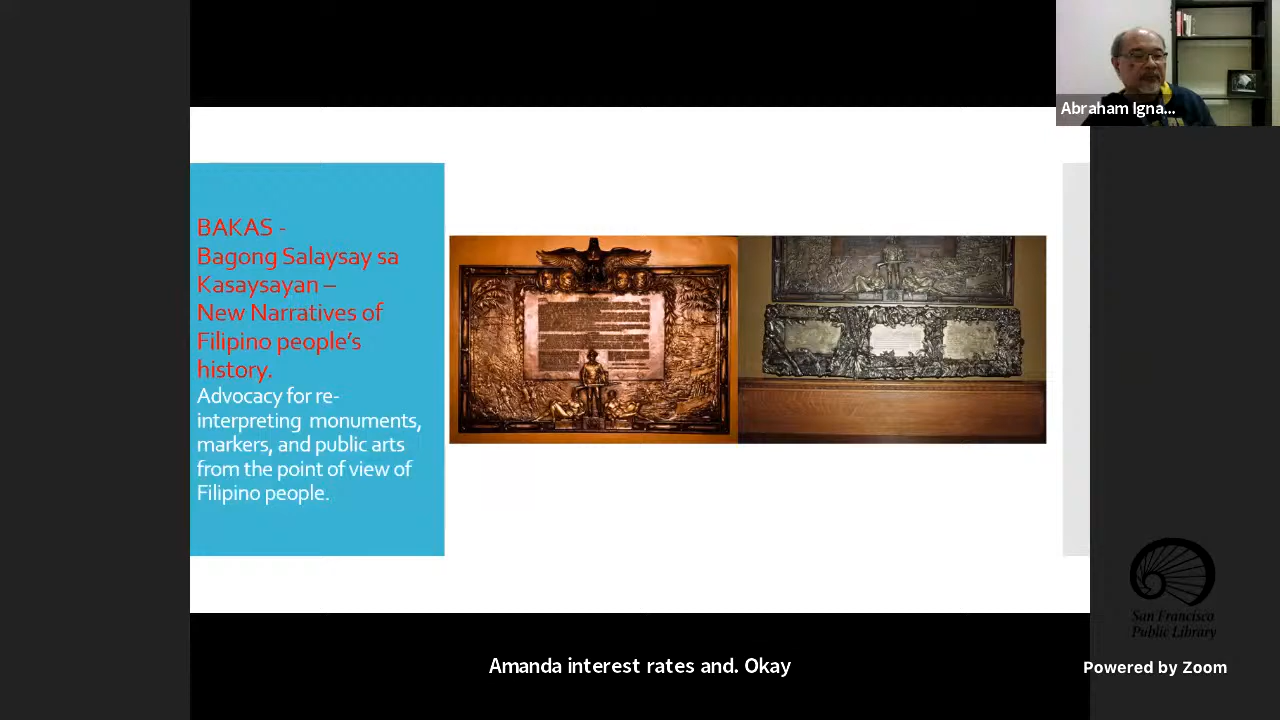 Abraham Igna...
BAKAS -
Bagong Salaysay sa
Kasaysayan –
New Narratives of
Filipino people's
history.
Advocacy for re-
interpreting monuments,
markers, and public arts
from the point of view of
Filipino people.
San Francisco
Public Library
Amanda interest rates and. Okay
Powered by Zoom